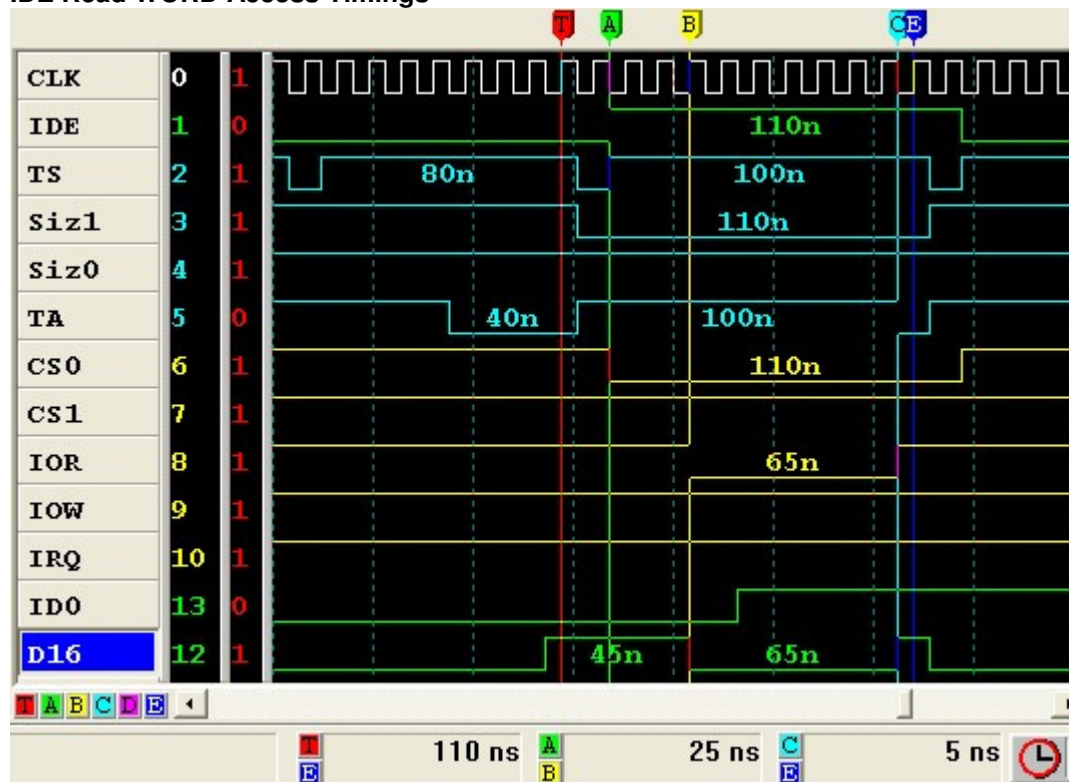 IDE Read WORD Access Timings
T A B C E
CLK 0 1
IDE 1 0 110n
TS 2 1 80n 100n
Siz1 3 1 110n
Siz0 4 1
TA 5 0 40n 100n
CS0 6 1 110n
CS1 7 1
IOR 8 1 65n
IOW 9 1
IRQ 10 1
ID0 13 0
D16 12 1 45n 65n
T A B C D E
T E 110 ns A B 25 ns C E 5 ns